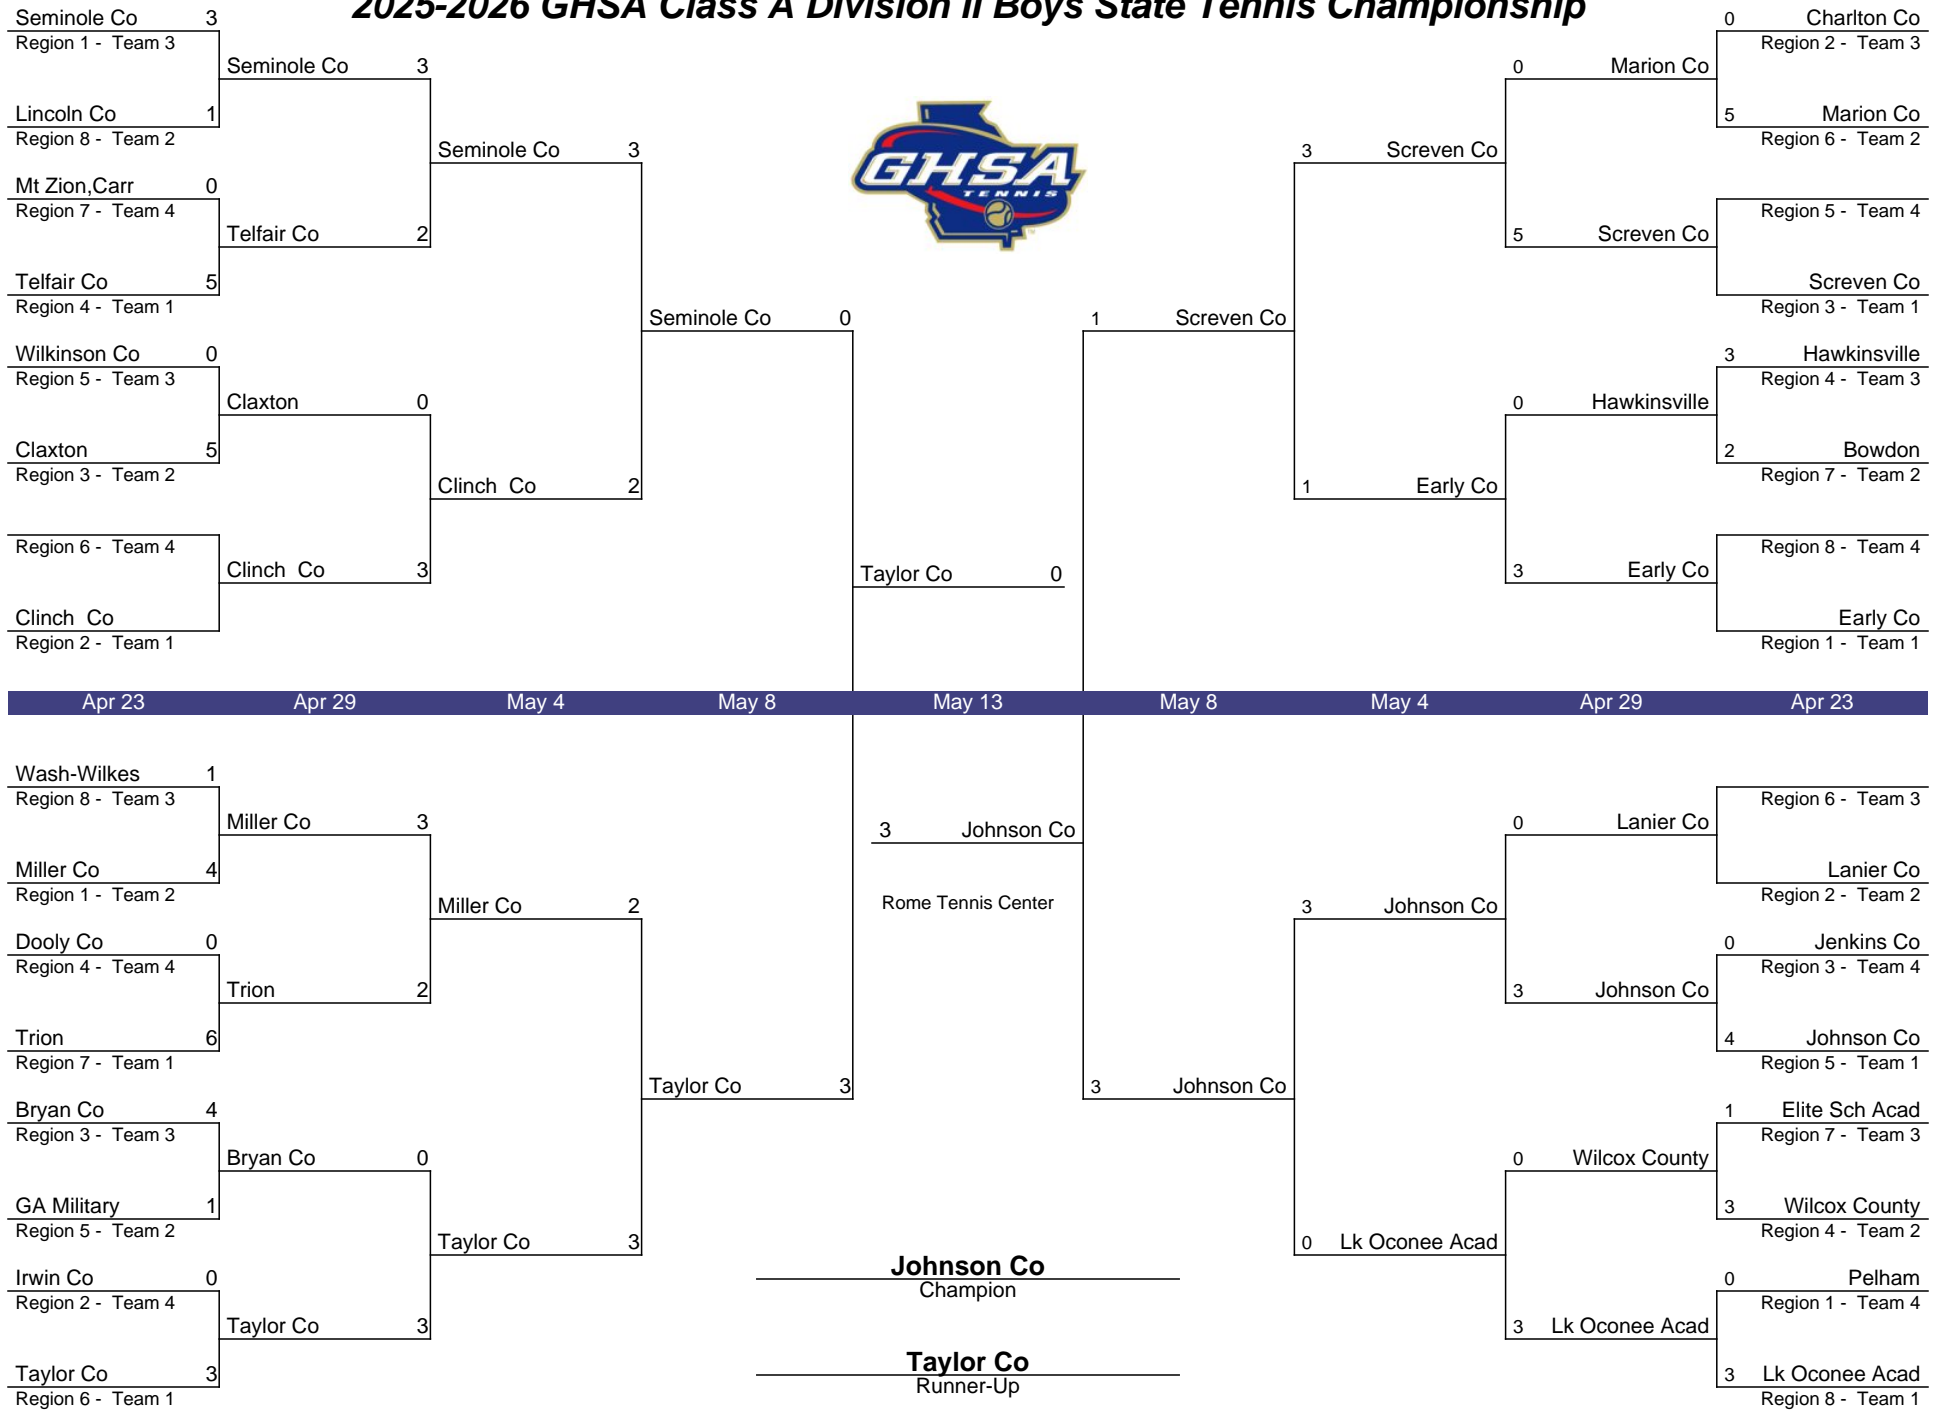 2025-2026 GHSA Class A Division II Boys State Tennis Championship
Seminole Co 3
Region 1 - Team 3
Lincoln Co 1
Region 8 - Team 2
Mt Zion,Carr 0
Region 7 - Team 4
Telfair Co 5
Region 4 - Team 1
Wilkinson Co 0
Region 5 - Team 3
Claxton 5
Region 3 - Team 2
Region 6 - Team 4
Clinch Co
Region 2 - Team 1
Seminole Co 3
Telfair Co 2
Claxton 0
Clinch Co 3
Seminole Co 3
Clinch Co 2
Seminole Co 0
GHSA
TENNIS
Taylor Co 0
1 Screven Co
3 Screven Co
1 Early Co
0 Marion Co
5 Screven Co
0 Hawkinsville
3 Early Co
0 Charlton Co
Region 2 - Team 3
5 Marion Co
Region 6 - Team 2
Region 5 - Team 4
Screven Co
Region 3 - Team 1
3 Hawkinsville
Region 4 - Team 3
2 Bowdon
Region 7 - Team 2
Region 8 - Team 4
Early Co
Region 1 - Team 1
Apr 23 Apr 29 May 4 May 8 May 13 May 8 May 4 Apr 29 Apr 23
Wash-Wilkes 1
Region 8 - Team 3
Miller Co 4
Region 1 - Team 2
Dooly Co 0
Region 4 - Team 4
Trion 6
Region 7 - Team 1
Bryan Co 4
Region 3 - Team 3
GA Military 1
Region 5 - Team 2
Irwin Co 0
Region 2 - Team 4
Taylor Co 3
Region 6 - Team 1
Miller Co 3
Trion 2
Bryan Co 0
Taylor Co 3
Miller Co 2
Taylor Co 3
Taylor Co 3
3 Johnson Co
Rome Tennis Center
Johnson Co
Champion
Taylor Co
Runner-Up
3 Johnson Co
3 Johnson Co
0 Lk Oconee Acad
0 Lanier Co
3 Johnson Co
0 Wilcox County
3 Lk Oconee Acad
Region 6 - Team 3
Lanier Co
Region 2 - Team 2
0 Jenkins Co
Region 3 - Team 4
4 Johnson Co
Region 5 - Team 1
1 Elite Sch Acad
Region 7 - Team 3
3 Wilcox County
Region 4 - Team 2
0 Pelham
Region 1 - Team 4
3 Lk Oconee Acad
Region 8 - Team 1